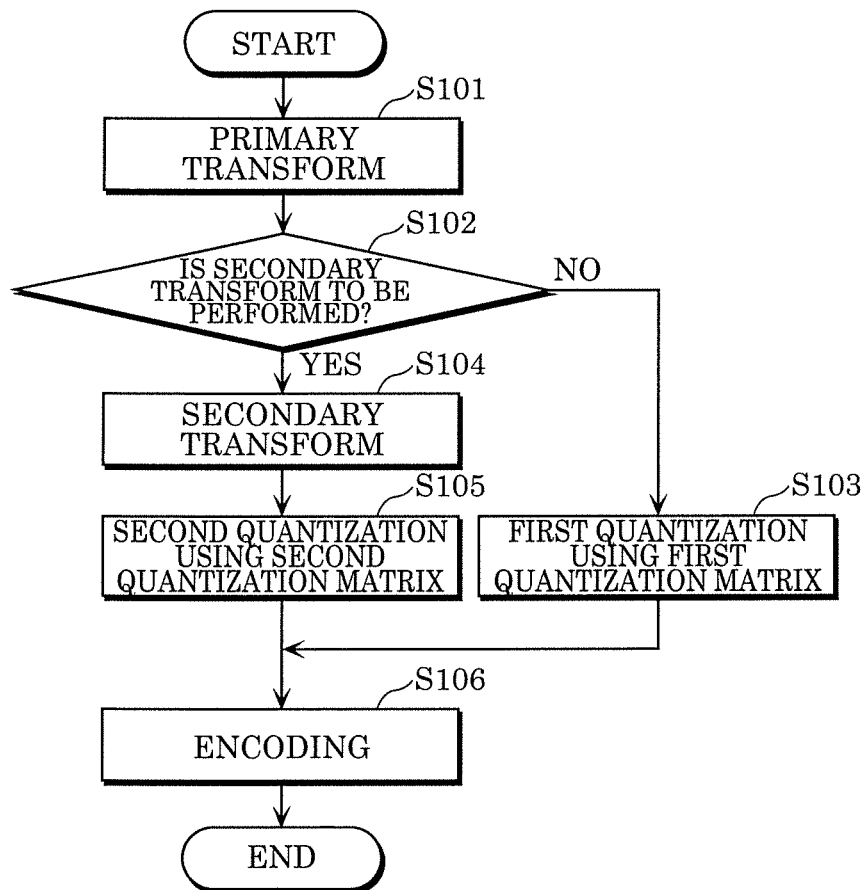 START
S101
PRIMARY
TRANSFORM
S102
IS SECONDARY
TRANSFORM TO BE
PERFORMED?
NO
YES
S104
SECONDARY
TRANSFORM
S105
SECOND QUANTIZATION
USING SECOND
QUANTIZATION MATRIX
S103
FIRST QUANTIZATION
USING FIRST
QUANTIZATION MATRIX
S106
ENCODING
END